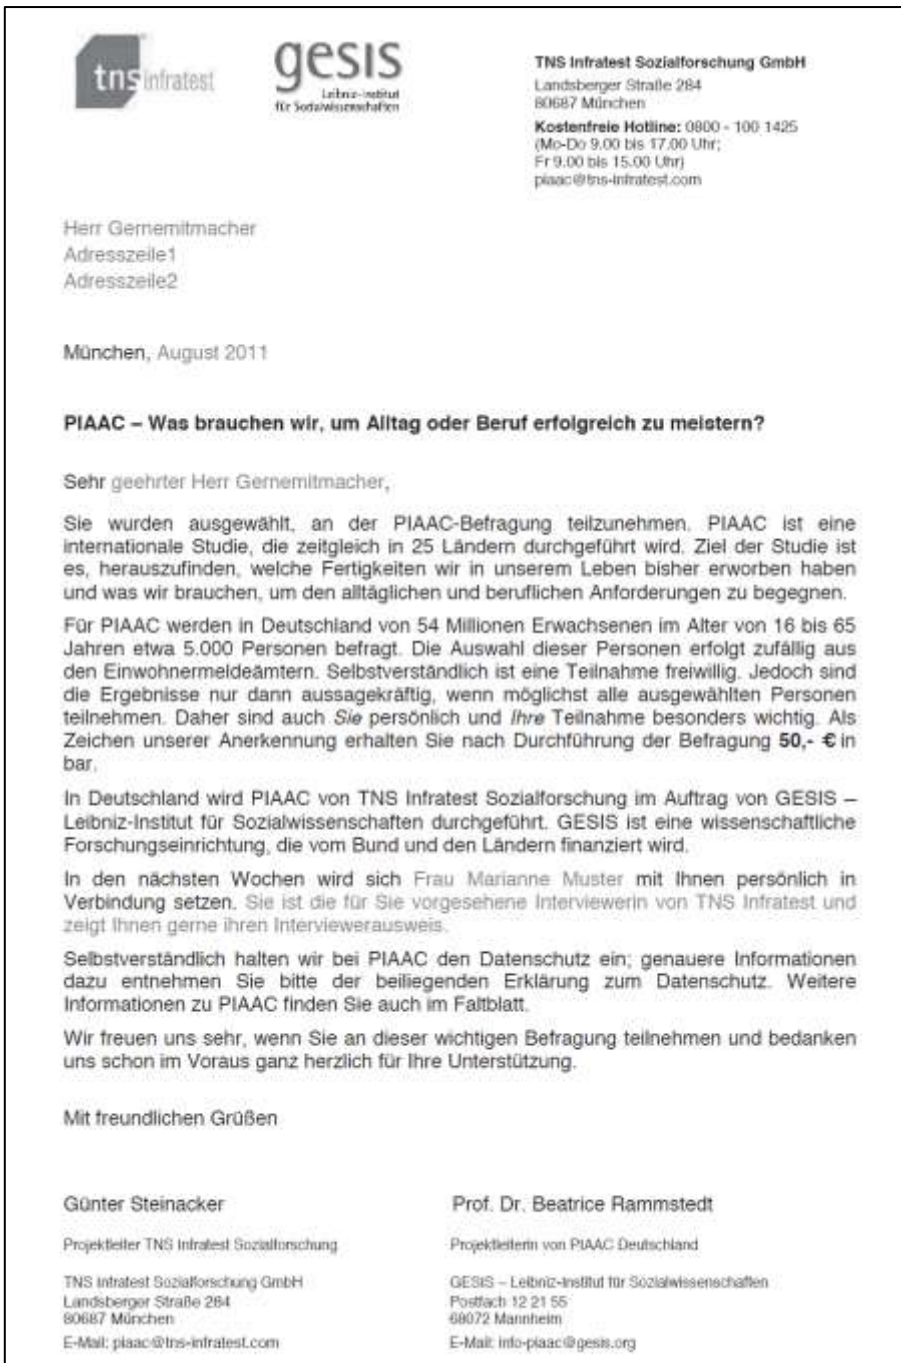 tns infratest
gesis
Leibniz-Institut
für Sozialwissenschaften
TNS Infratest Sozialforschung GmbH
Landsberger Straße 284
80687 München
Kostenfreie Hotline: 0800 - 100 1425
(Mo-Do 9.00 bis 17.00 Uhr;
Fr 9.00 bis 15.00 Uhr)
piaac@tns-infratest.com
Herr Gernemitmacher
Adresszeile1
Adresszeile2
München, August 2011
PIAAC – Was brauchen wir, um Alltag oder Beruf erfolgreich zu meistern?
Sehr geehrter Herr Gernemitmacher,
Sie wurden ausgewählt, an der PIAAC-Befragung teilzunehmen. PIAAC ist eine
internationale Studie, die zeitgleich in 25 Ländern durchgeführt wird. Ziel der Studie ist
es, herauszufinden, welche Fertigkeiten wir in unserem Leben bisher erworben haben
und was wir brauchen, um den alltäglichen und beruflichen Anforderungen zu begegnen.
Für PIAAC werden in Deutschland von 54 Millionen Erwachsenen im Alter von 16 bis 65
Jahren etwa 5.000 Personen befragt. Die Auswahl dieser Personen erfolgt zufällig aus
den Einwohnermeldeämtern. Selbstverständlich ist eine Teilnahme freiwillig. Jedoch sind
die Ergebnisse nur dann aussagekräftig, wenn möglichst alle ausgewählten Personen
teilnehmen. Daher sind auch Sie persönlich und Ihre Teilnahme besonders wichtig. Als
Zeichen unserer Anerkennung erhalten Sie nach Durchführung der Befragung 50,- € in
bar.
In Deutschland wird PIAAC von TNS Infratest Sozialforschung im Auftrag von GESIS –
Leibniz-Institut für Sozialwissenschaften durchgeführt. GESIS ist eine wissenschaftliche
Forschungseinrichtung, die vom Bund und den Ländern finanziert wird.
In den nächsten Wochen wird sich Frau Marianne Muster mit Ihnen persönlich in
Verbindung setzen. Sie ist die für Sie vorgesehene Interviewerin von TNS Infratest und
zeigt Ihnen gerne ihren Interviewerausweis.
Selbstverständlich halten wir bei PIAAC den Datenschutz ein; genauere Informationen
dazu entnehmen Sie bitte der beiliegenden Erklärung zum Datenschutz. Weitere
Informationen zu PIAAC finden Sie auch im Faltblatt.
Wir freuen uns sehr, wenn Sie an dieser wichtigen Befragung teilnehmen und bedanken
uns schon im Voraus ganz herzlich für Ihre Unterstützung.
Mit freundlichen Grüßen
Günter Steinacker
Projektleiter TNS Infratest Sozialforschung
TNS Infratest Sozialforschung GmbH
Landsberger Straße 284
80687 München
E-Mail: piaac@tns-infratest.com
Prof. Dr. Beatrice Rammstedt
Projektleiterin von PIAAC Deutschland
GESIS – Leibniz-Institut für Sozialwissenschaften
Postfach 12 21 55
68072 Mannheim
E-Mail: info-piaac@gesis.org